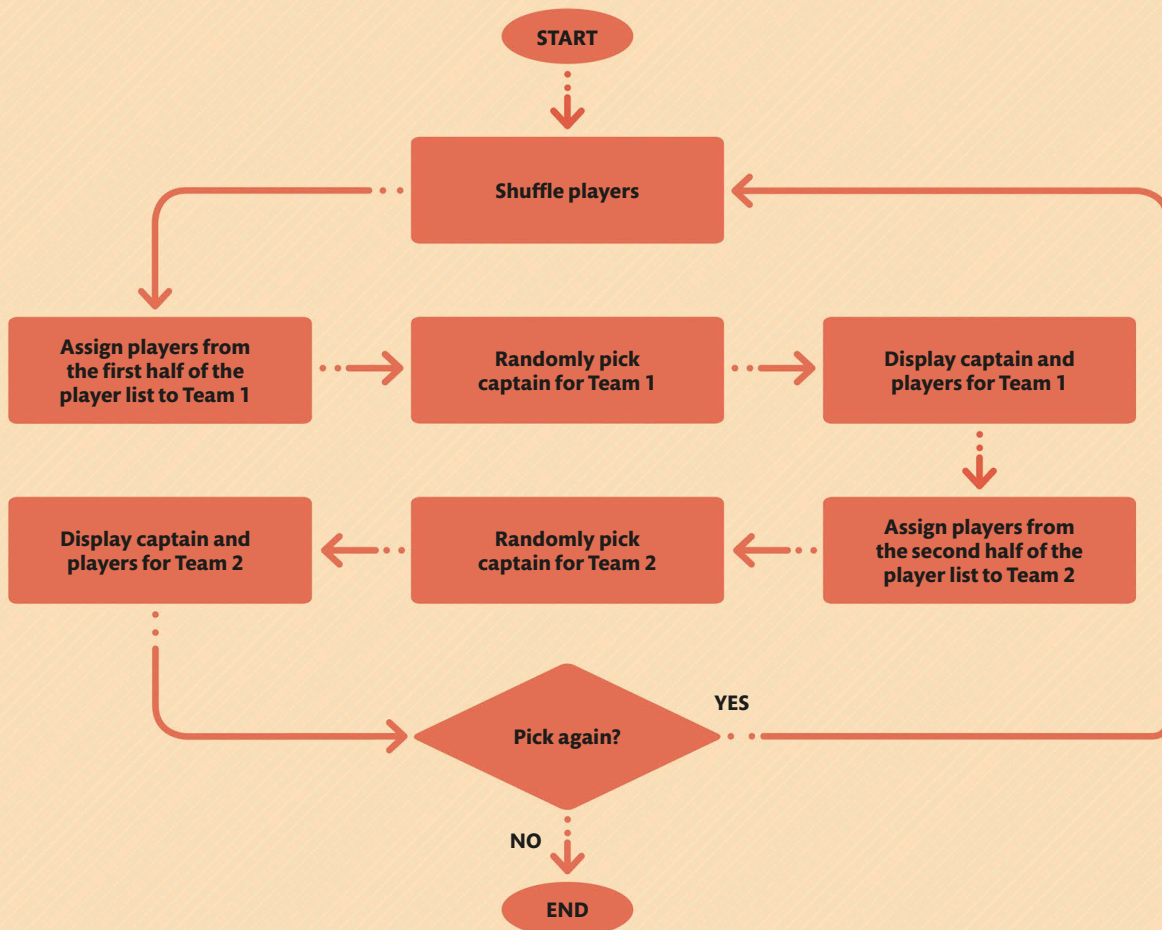 START
Shuffle players
Assign players from
the first half of the
player list to Team 1
Randomly pick
captain for Team 1
Display captain and
players for Team 1
Assign players from
the second half of the
player list to Team 2
Randomly pick
captain for Team 2
Display captain and
players for Team 2
Pick again?
YES
NO
END